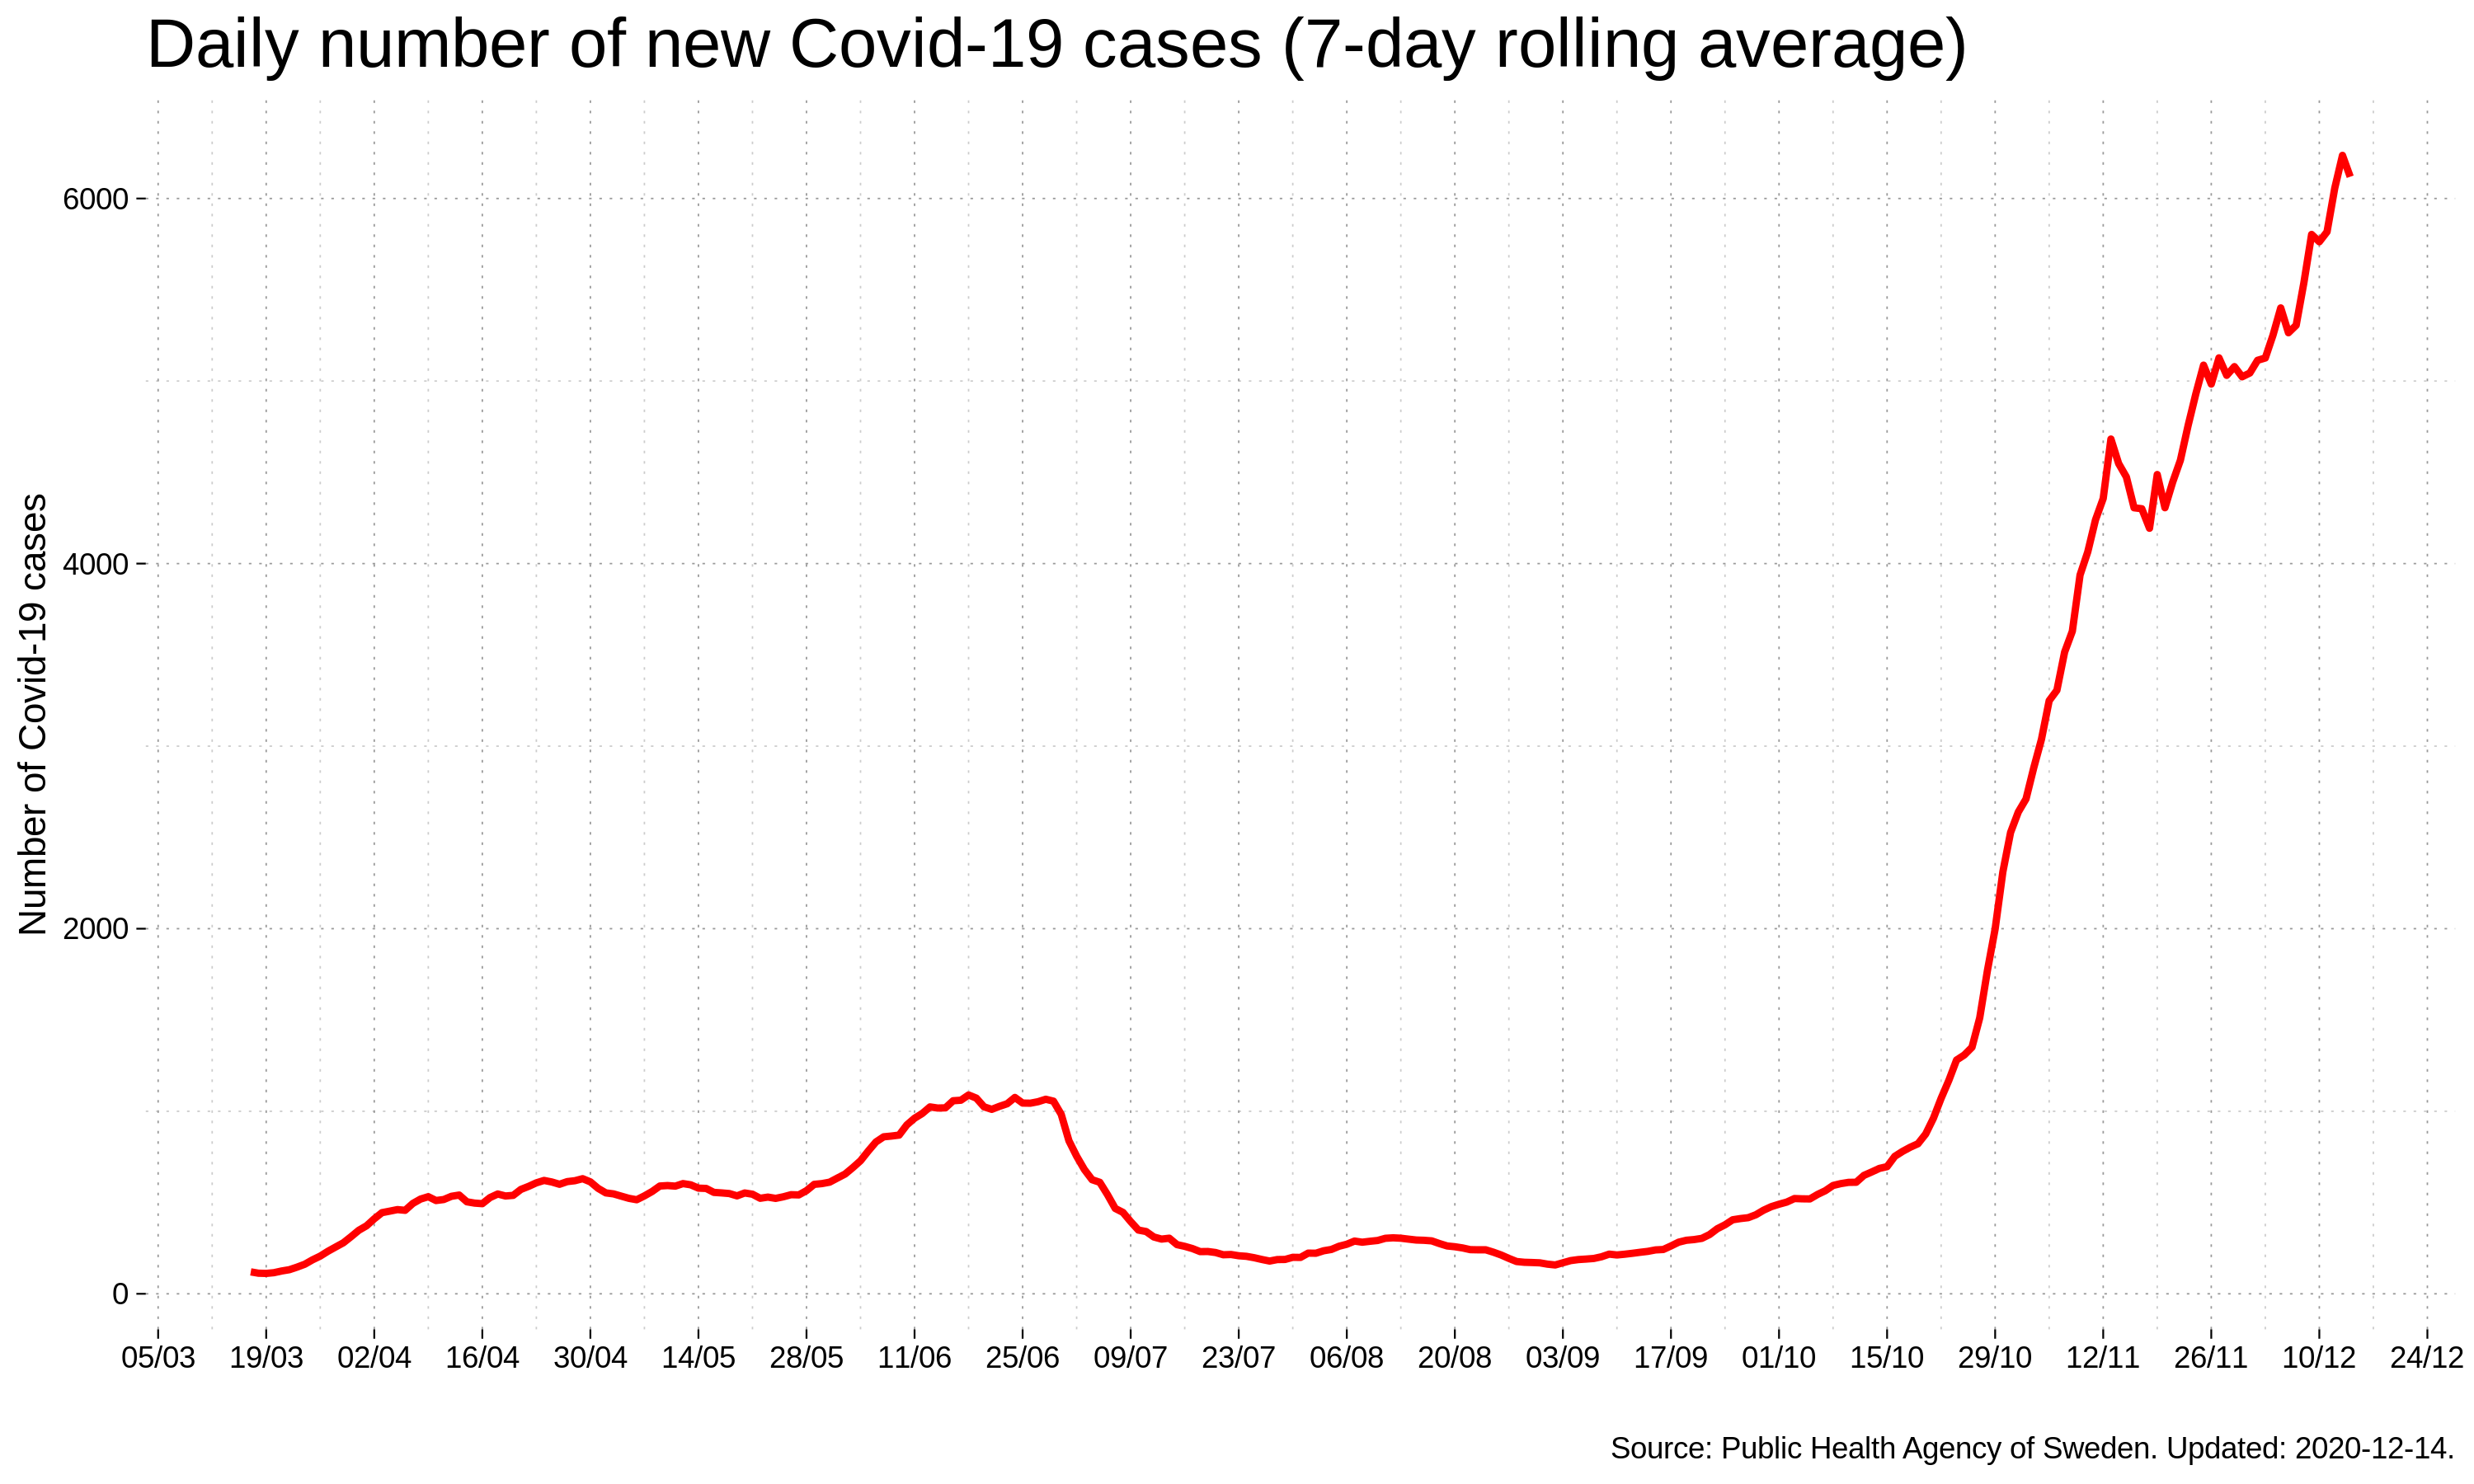 Daily number of new Covid-19 cases (7-day rolling average)
Number of Covid-19 cases
6000
4000
2000
0
05/03 19/03 02/04 16/04 30/04 14/05 28/05 11/06 25/06 09/07 23/07 06/08 20/08 03/09 17/09 01/10 15/10 29/10 12/11 26/11 10/12 24/12
Source: Public Health Agency of Sweden. Updated: 2020-12-14.